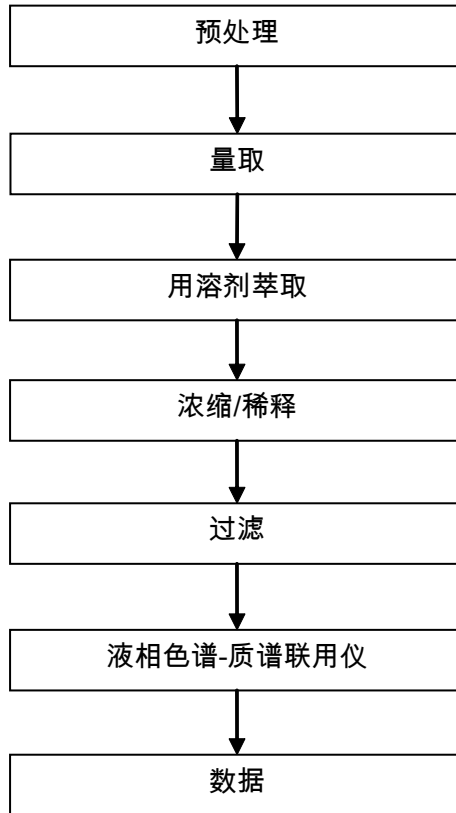 预处理
量取
用溶剂萃取
浓缩/稀释
过滤
液相色谱-质谱联用仪
数据